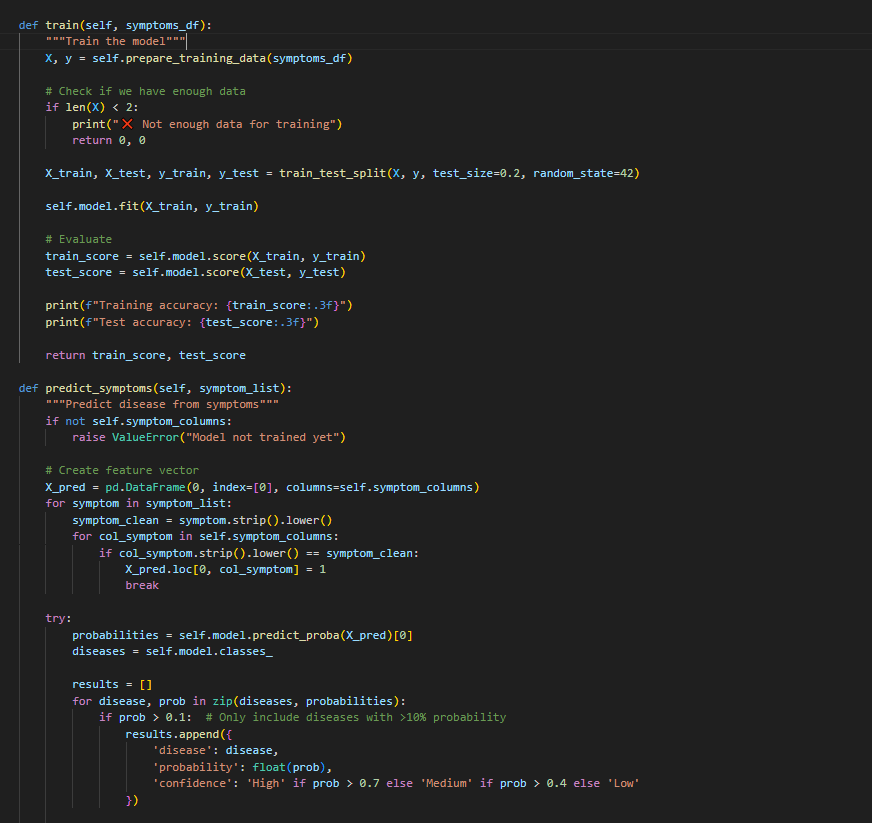 def train(self, symptoms_df):
    """Train the model"""
    X, y = self.prepare_training_data(symptoms_df)

    # Check if we have enough data
    if len(X) < 2:
        print("❌ Not enough data for training")
        return 0, 0

    X_train, X_test, y_train, y_test = train_test_split(X, y, test_size=0.2, random_state=42)

    self.model.fit(X_train, y_train)

    # Evaluate
    train_score = self.model.score(X_train, y_train)
    test_score = self.model.score(X_test, y_test)

    print(f"Training accuracy: {train_score:.3f}")
    print(f"Test accuracy: {test_score:.3f}")

    return train_score, test_score

def predict_symptoms(self, symptom_list):
    """Predict disease from symptoms"""
    if not self.symptom_columns:
        raise ValueError("Model not trained yet")

    # Create feature vector
    X_pred = pd.DataFrame(0, index=[0], columns=self.symptom_columns)
    for symptom in symptom_list:
        symptom_clean = symptom.strip().lower()
        for col_symptom in self.symptom_columns:
            if col_symptom.strip().lower() == symptom_clean:
                X_pred.loc[0, col_symptom] = 1
                break

    try:
        probabilities = self.model.predict_proba(X_pred)[0]
        diseases = self.model.classes_

        results = []
        for disease, prob in zip(diseases, probabilities):
            if prob > 0.1:  # Only include diseases with >10% probability
                results.append({
                    'disease': disease,
                    'probability': float(prob),
                    'confidence': 'High' if prob > 0.7 else 'Medium' if prob > 0.4 else 'Low'
                })